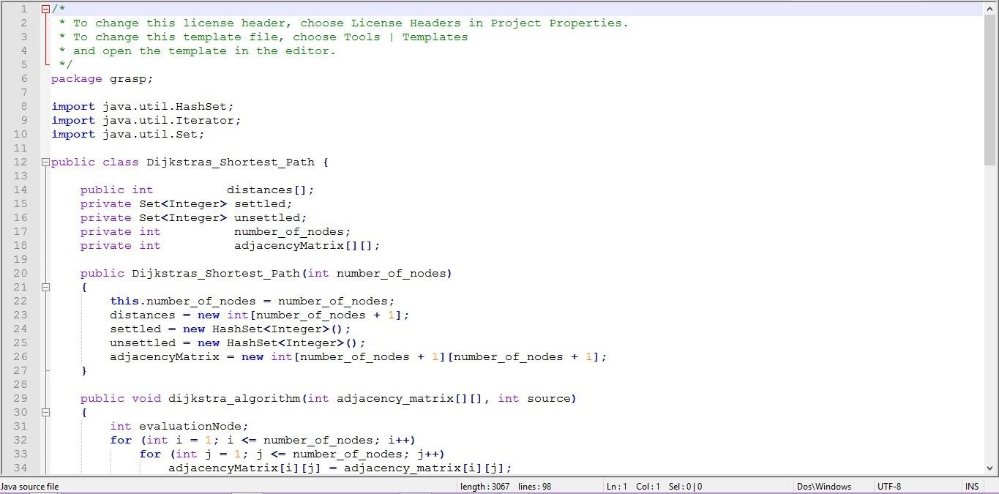 1 /*
2 * To change this license header, choose License Headers in Project Properties.
3 * To change this template file, choose Tools | Templates
4 * and open the template in the editor.
5 */
6 package grasp;
7
8 import java.util.HashSet;
9 import java.util.Iterator;
10 import java.util.Set;
11
12 public class Dijkstras_Shortest_Path {
13
14     public int          distances[];
15     private Set<Integer> settled;
16     private Set<Integer> unsettled;
17     private int          number_of_nodes;
18     private int          adjacencyMatrix[][];
19
20     public Dijkstras_Shortest_Path(int number_of_nodes)
21     {
22         this.number_of_nodes = number_of_nodes;
23         distances = new int[number_of_nodes + 1];
24         settled = new HashSet<Integer>();
25         unsettled = new HashSet<Integer>();
26         adjacencyMatrix = new int[number_of_nodes + 1][number_of_nodes + 1];
27     }
28
29     public void dijkstra_algorithm(int adjacency_matrix[][], int source)
30     {
31         int evaluationNode;
32         for (int i = 1; i <= number_of_nodes; i++)
33             for (int j = 1; j <= number_of_nodes; j++)
34                 adjacencyMatrix[i][j] = adjacency_matrix[i][j];
Java source file length : 3067 lines : 98 Ln : 1 Col : 1 Sel : 0 | 0 Dos\Windows UTF-8 INS